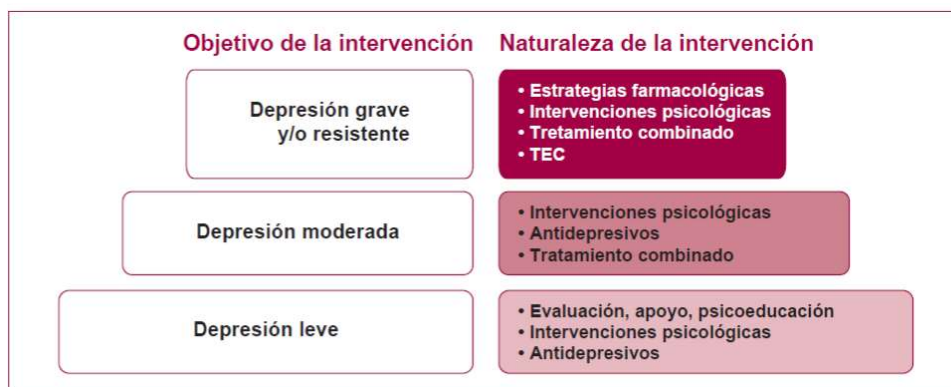 Objetivo de la intervención
Naturaleza de la intervención
Depresión grave
y/o resistente
• Estrategias farmacológicas
• Intervenciones psicológicas
• Tretamiento combinado
• TEC
Depresión moderada
• Intervenciones psicológicas
• Antidepresivos
• Tratamiento combinado
Depresión leve
• Evaluación, apoyo, psicoeducación
• Intervenciones psicológicas
• Antidepresivos